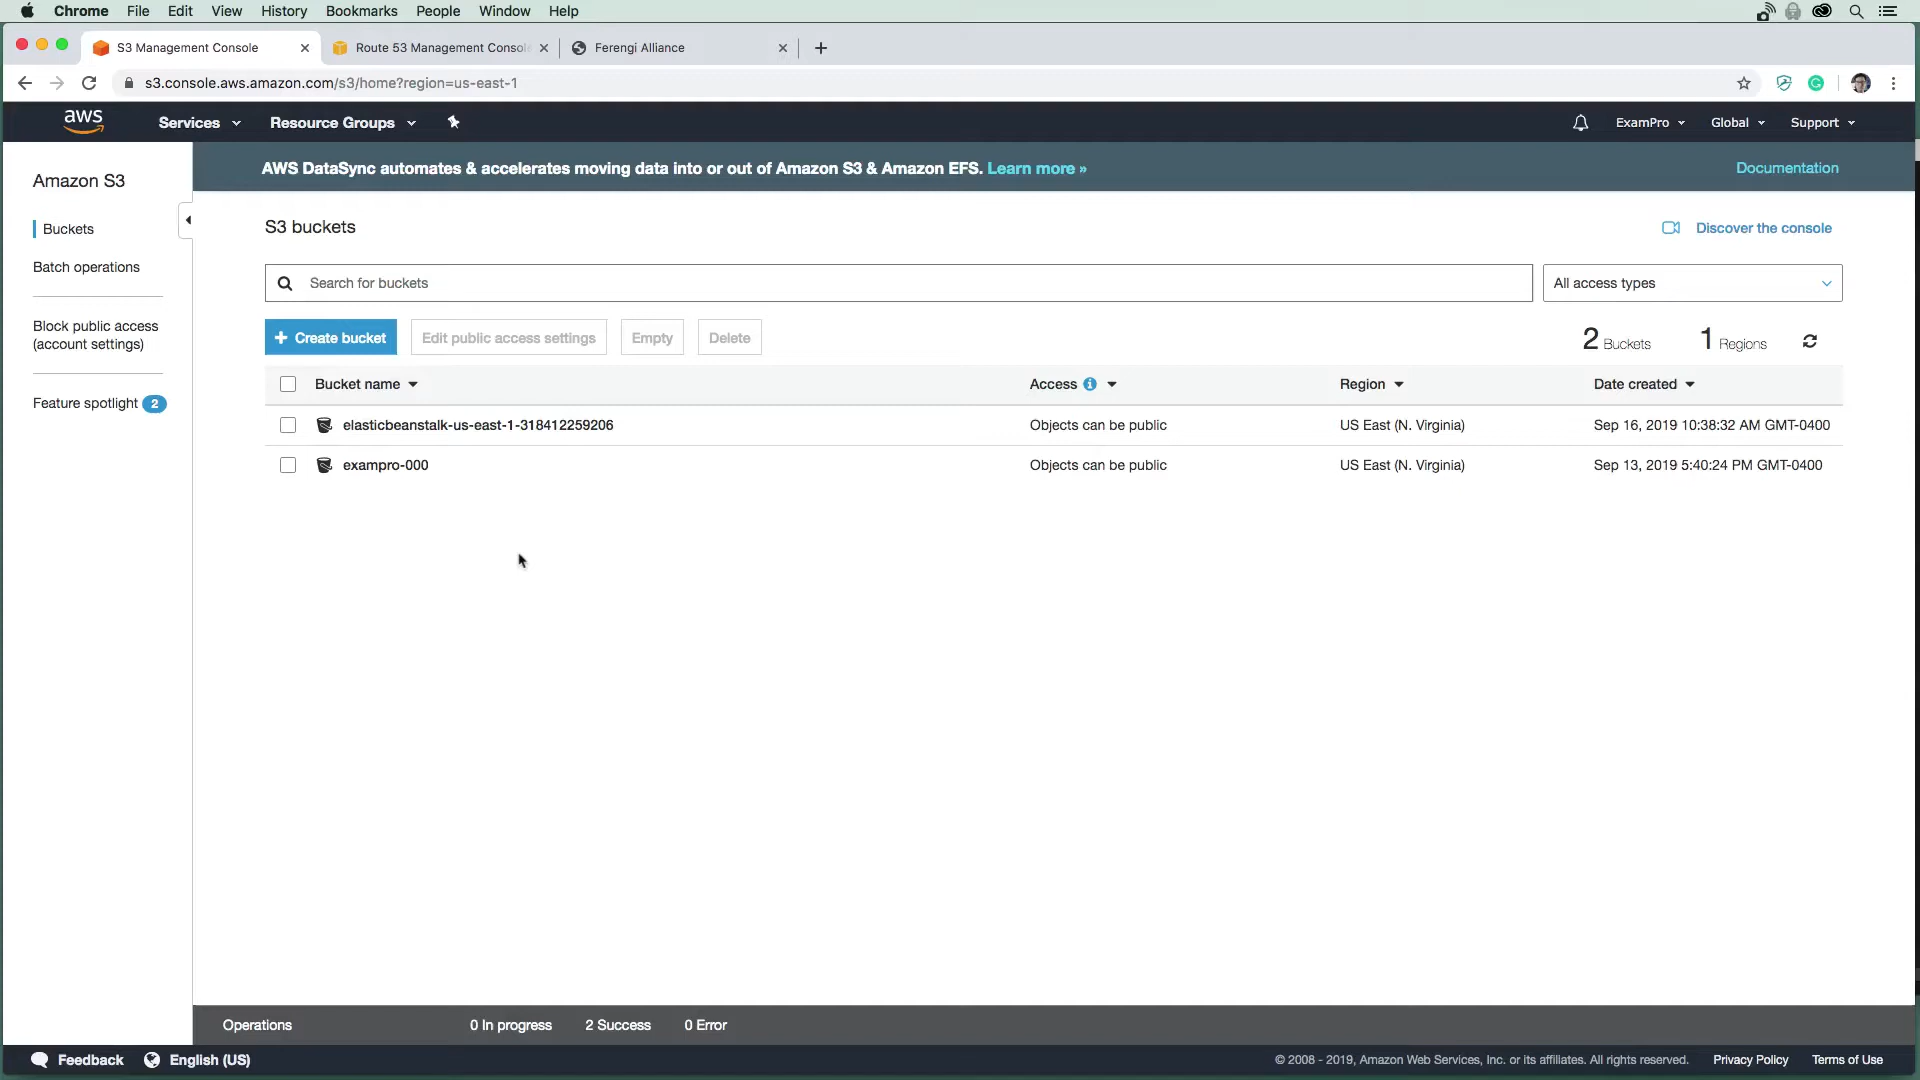 Chrome File Edit View History Bookmarks People Window Help
S3 Management Console
Route 53 Management Consol
Ferengi Alliance
s3.console.aws.amazon.com/s3/home?region=us-east-1
aws Services Resource Groups ExamPro Global Support
Amazon S3
Buckets
Batch operations
Block public access
(account settings)
Feature spotlight 2
AWS DataSync automates & accelerates moving data into or out of Amazon S3 & Amazon EFS. Learn more »
Documentation
S3 buckets
Discover the console
Search for buckets
All access types
Create bucket Edit public access settings Empty Delete
2 Buckets 1 Regions
Bucket name Access Region Date created
elasticbeanstalk-us-east-1-318412259206 Objects can be public US East (N. Virginia) Sep 16, 2019 10:38:32 AM GMT-0400
exampro-000 Objects can be public US East (N. Virginia) Sep 13, 2019 5:40:24 PM GMT-0400
Operations 0 In progress 2 Success 0 Error
Feedback English (US)
© 2008 - 2019, Amazon Web Services, Inc. or its affiliates. All rights reserved. Privacy Policy Terms of Use